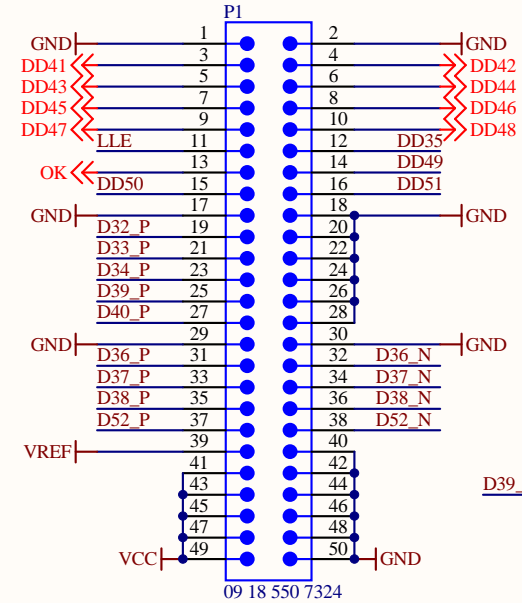 P1
GND 1 2 GND
DD41 3 4 DD42
DD43 5 6 DD44
DD45 7 8 DD46
DD47 9 10 DD48
LLE 11 12 DD35
OK 13 14 DD49
DD50 15 16 DD51
GND 17 18 GND
D32_P 19 20
D33_P 21 22
D34_P 23 24
D39_P 25 26
D40_P 27 28
GND 29 30 GND
D36_P 31 32 D36_N
D37_P 33 34 D37_N
D38_P 35 36 D38_N
D52_P 37 38 D52_N
VREF 39 40
41 42
43 44 D39_
45 46
47 48
VCC 49 50 GND
09 18 550 7324